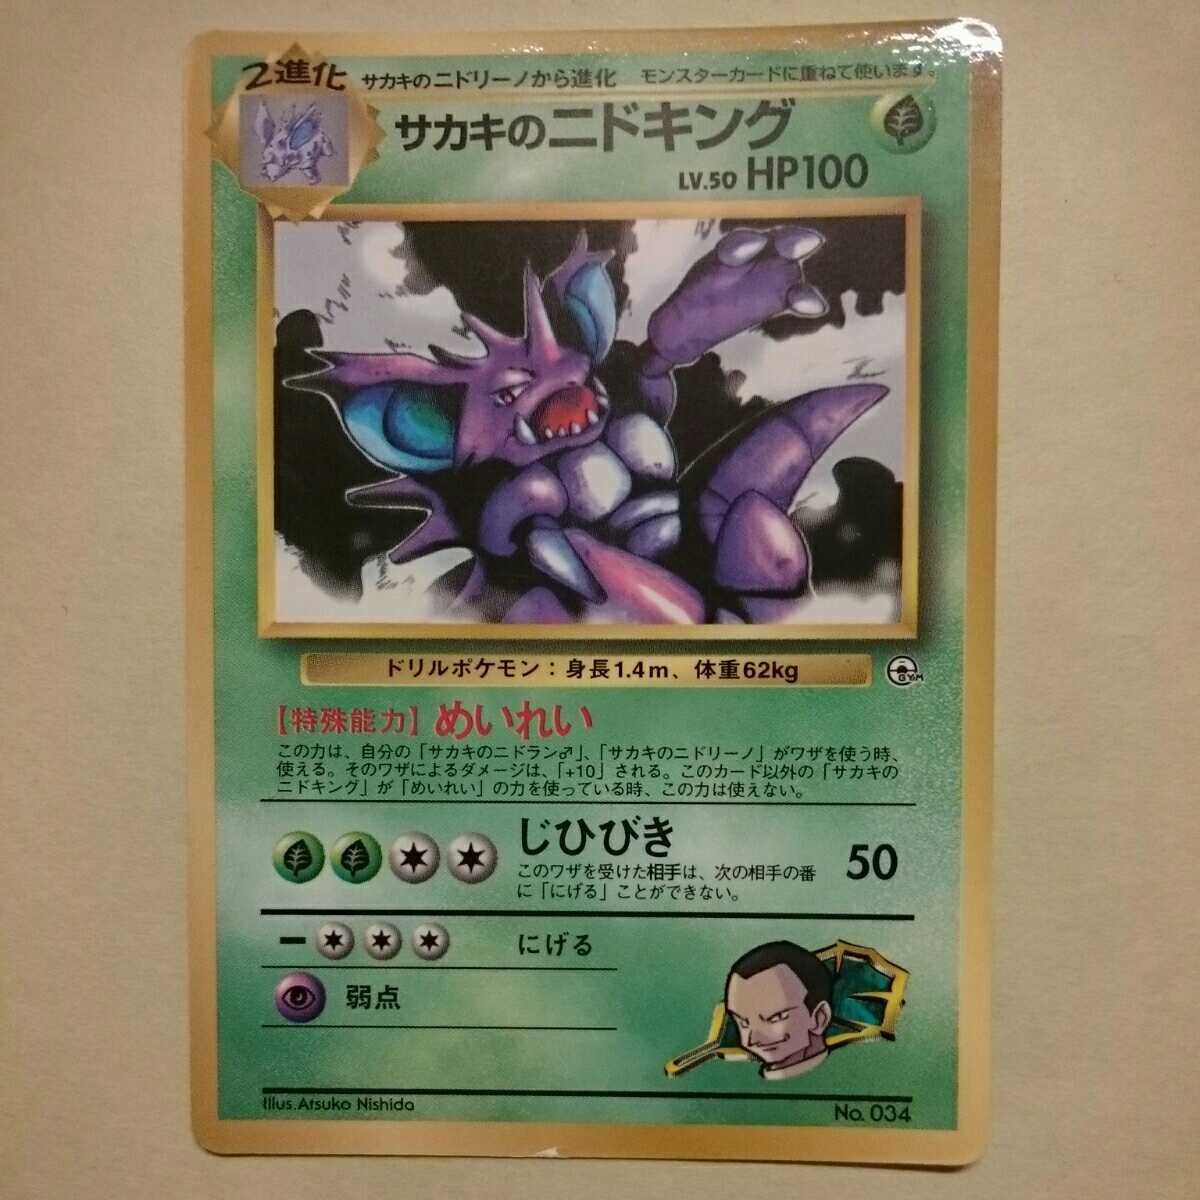 2進化 サカキのニドリーノから進化 モンスターカードに重ねて使います。
サカキのニドキング
LV.50 HP100
ドリルポケモン：身長1.4m、体重62kg
GYM
【特殊能力】めいれい
この力は、自分の「サカキのニドラン♂」、「サカキのニドリーノ」がワザを使う時、
使える。そのワザによるダメージは、「+10」される。このカード以外の「サカキの
ニドキング」が「めいれい」の力を使っている時、この力は使えない。
じひびき 50
このワザを受けた相手は、次の相手の番
に「にげる」ことができない。
にげる
弱点
Illus.Atsuko Nishida
No. 034